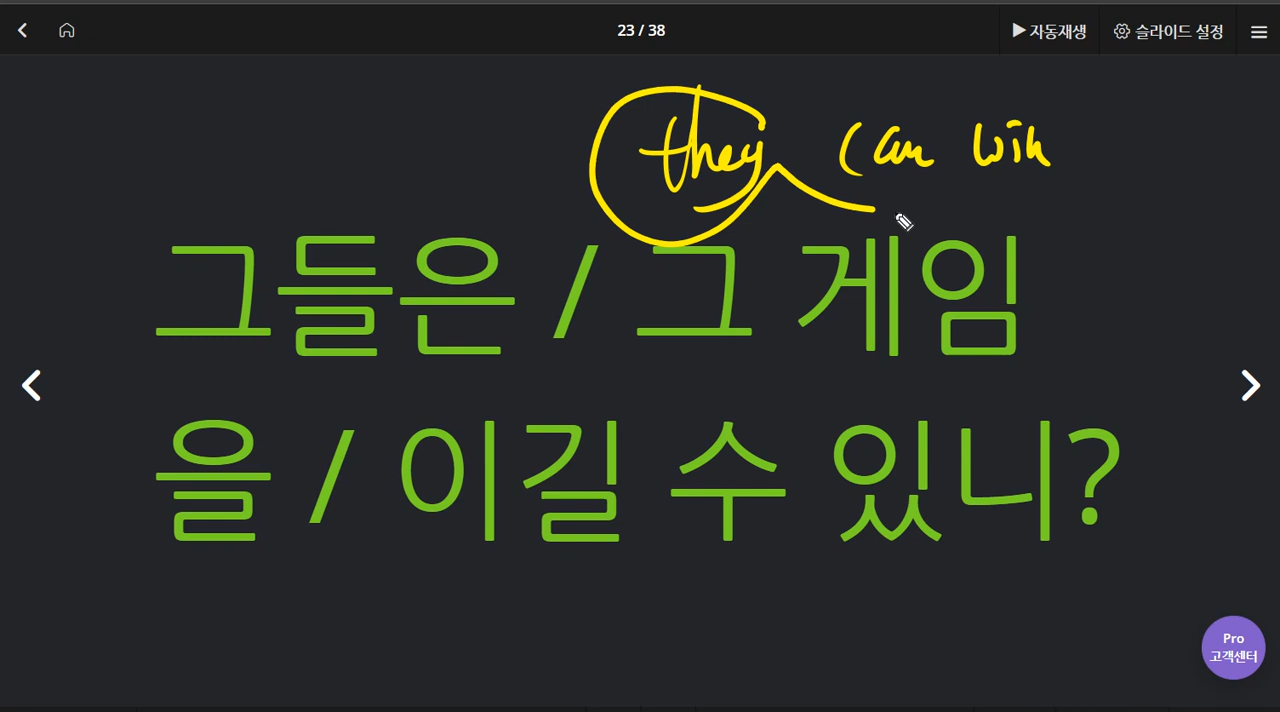 23 / 38
자동재생
슬라이드 설정
they can win
그들은 / 그 게임
을 / 이길 수 있니?
Pro
고객센터